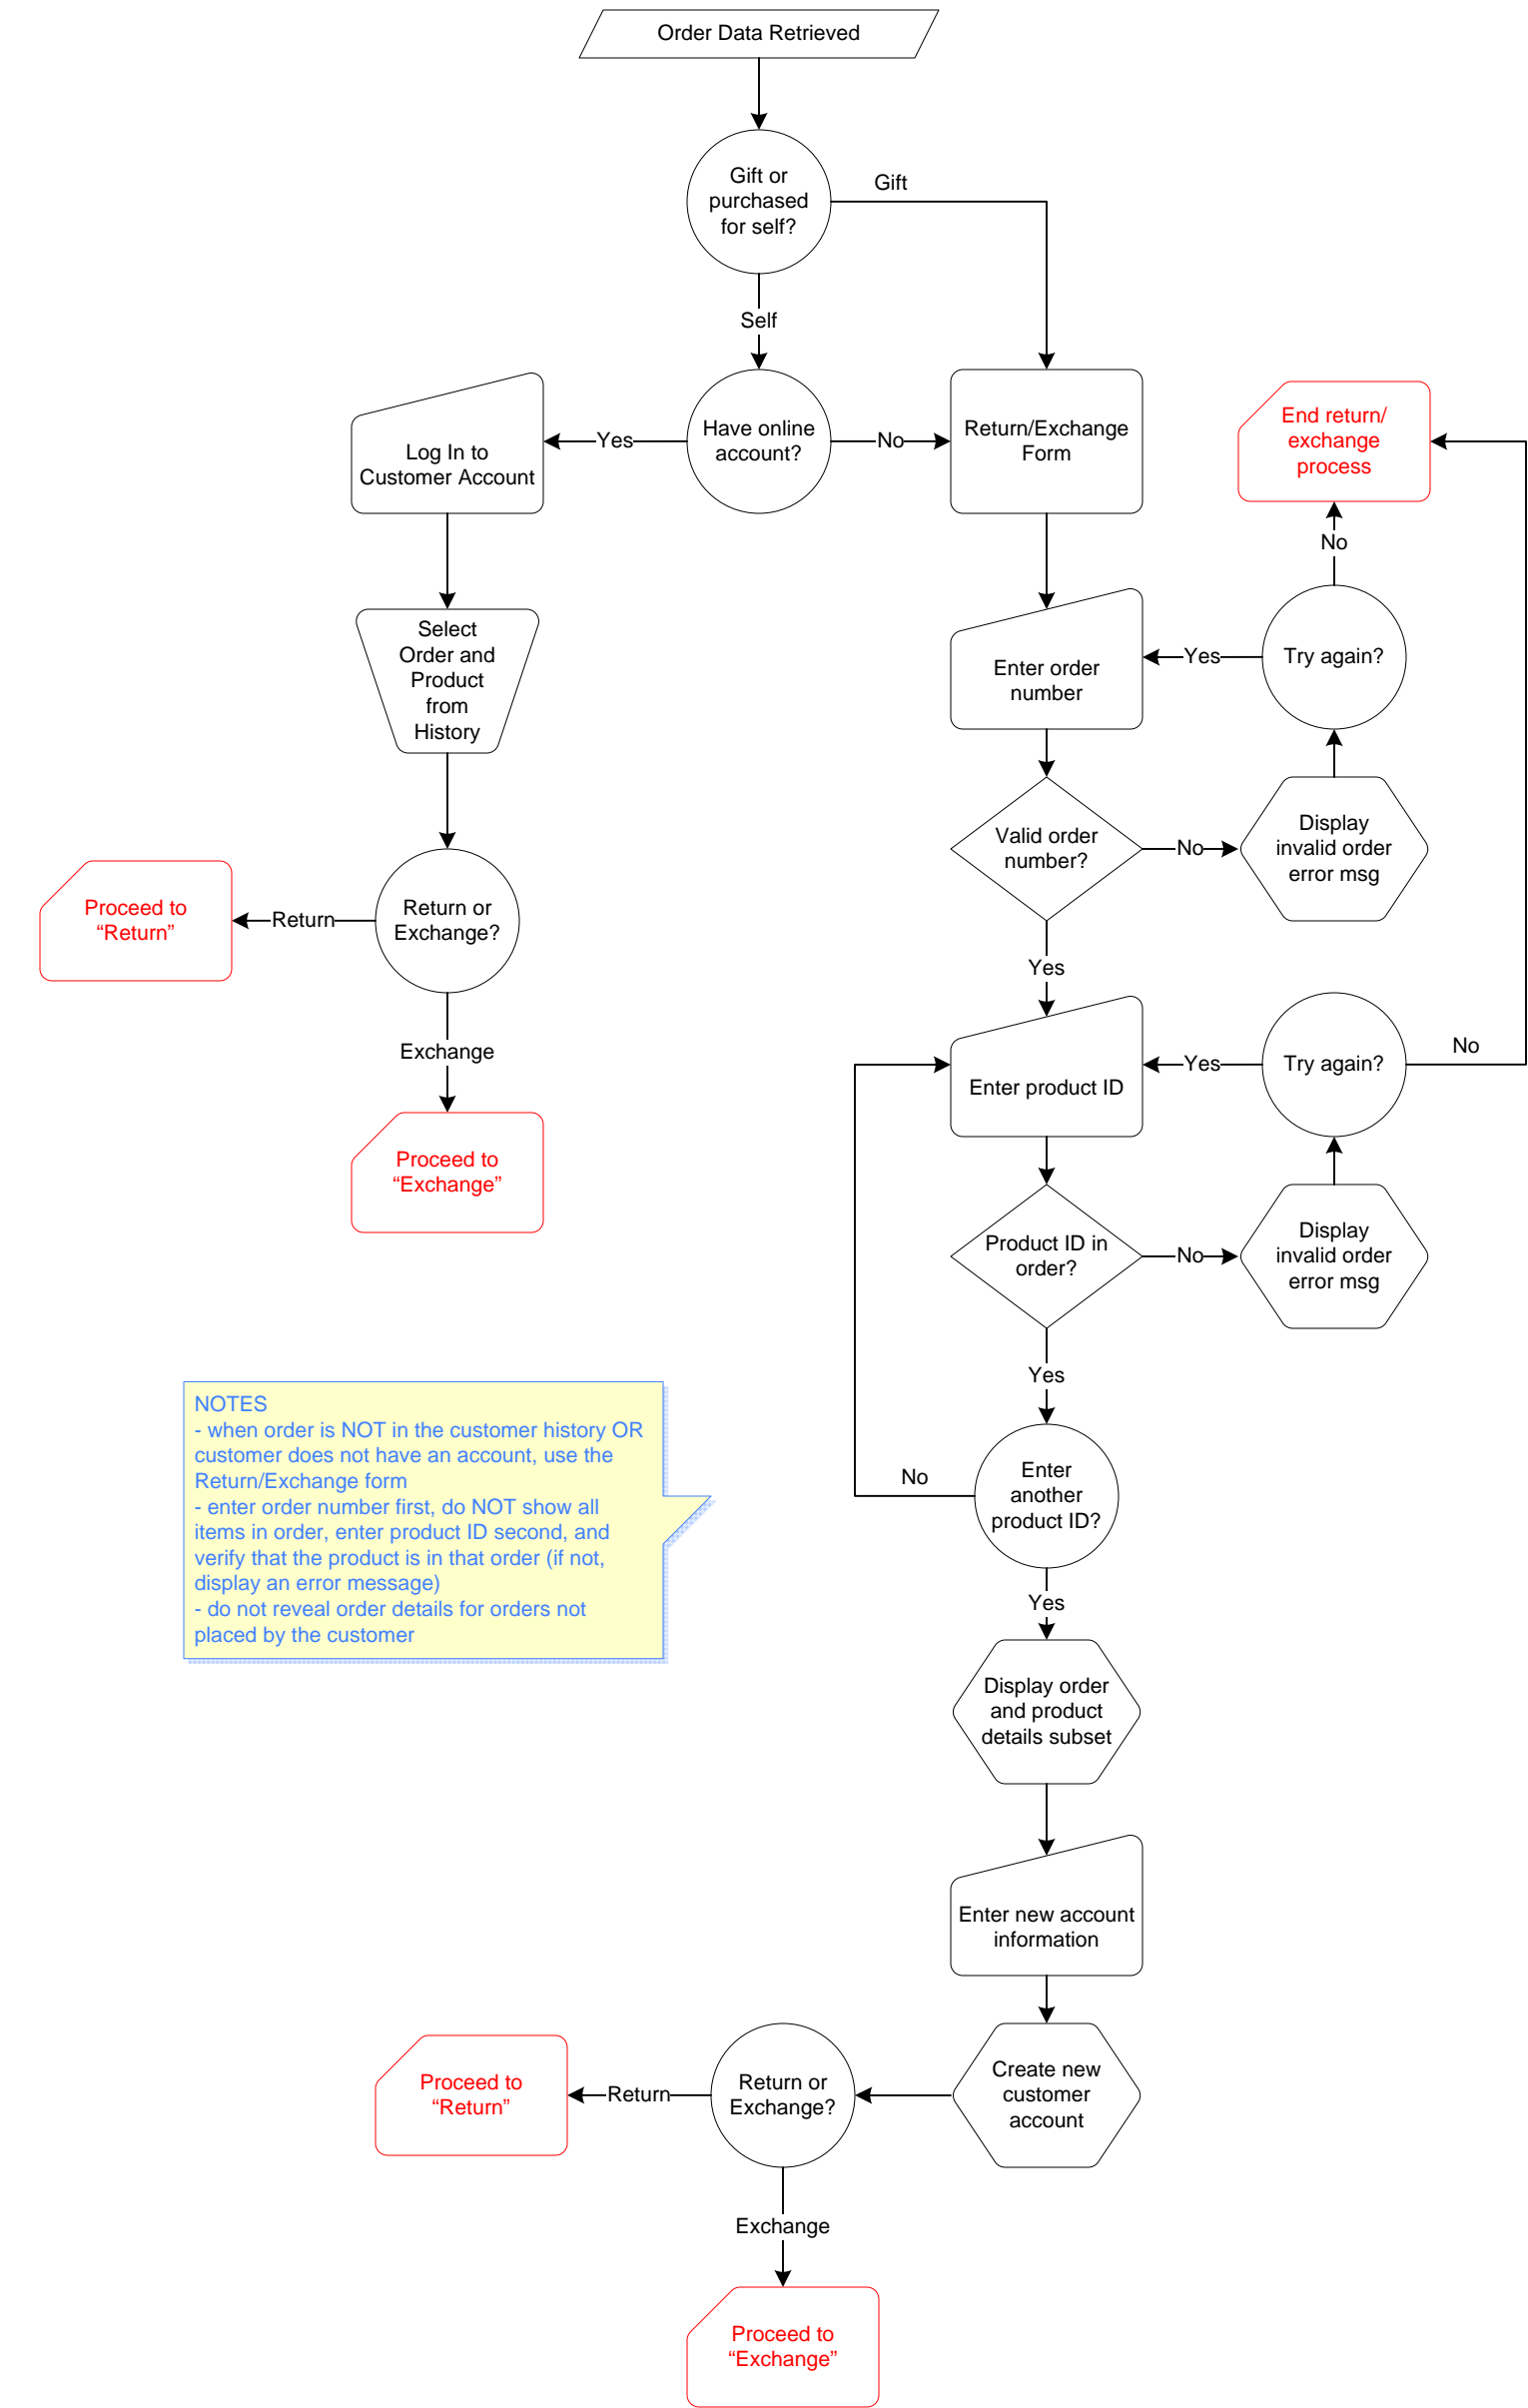 Order Data Retrieved
Gift or
purchased
for self?
Gift
Self
Log In to
Customer Account
Yes
Have online
account?
No
Return/Exchange
Form
End return/
exchange
process
No
Select
Order and
Product
from
History
Enter order
number
Yes
Try again?
Valid order
number?
No
Display
invalid order
error msg
Proceed to
“Return”
Return
Return or
Exchange?
Yes
Exchange
Enter product ID
Yes
Try again?
No
Proceed to
“Exchange”
Product ID in
order?
No
Display
invalid order
error msg
Yes
NOTES
- when order is NOT in the customer history OR
customer does not have an account, use the
Return/Exchange form
- enter order number first, do NOT show all
items in order, enter product ID second, and
verify that the product is in that order (if not,
display an error message)
- do not reveal order details for orders not
placed by the customer
No
Enter
another
product ID?
Yes
Display order
and product
details subset
Enter new account
information
Proceed to
“Return”
Return
Return or
Exchange?
Create new
customer
account
Exchange
Proceed to
“Exchange”